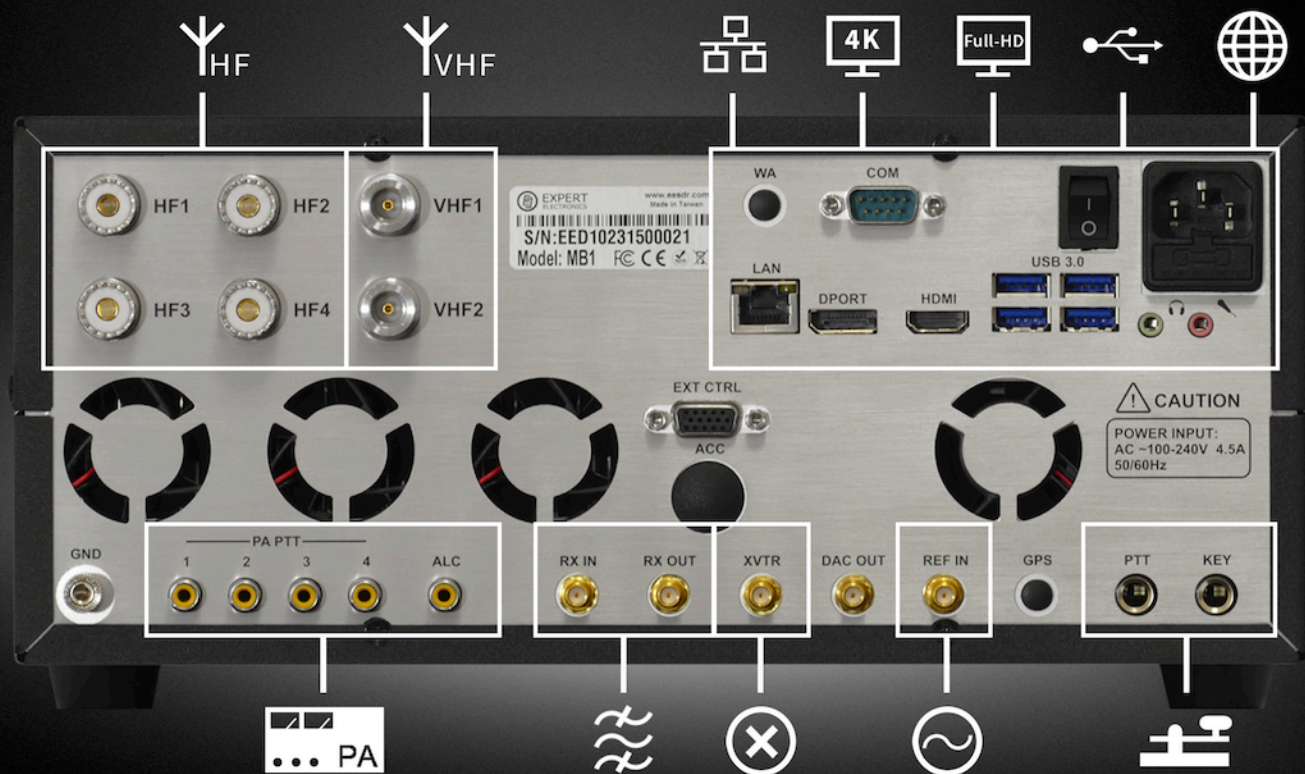 HF
VHF
4K
Full-HD
HF1
HF2
VHF1
HF3
HF4
VHF2
EXPERT
ELECTRONICS
www.eesdr.com
Made in Taiwan
S/N:EED10231500021
Model: MB1
FC CE
WA
COM
LAN
DPORT
HDMI
USB 3.0
I
O
EXT CTRL
ACC
CAUTION
POWER INPUT:
AC ~100-240V 4.5A
50/60Hz
GND
PA PTT
1 2 3 4 ALC
RX IN
RX OUT
XVTR
DAC OUT
REF IN
GPS
PTT
KEY
PA